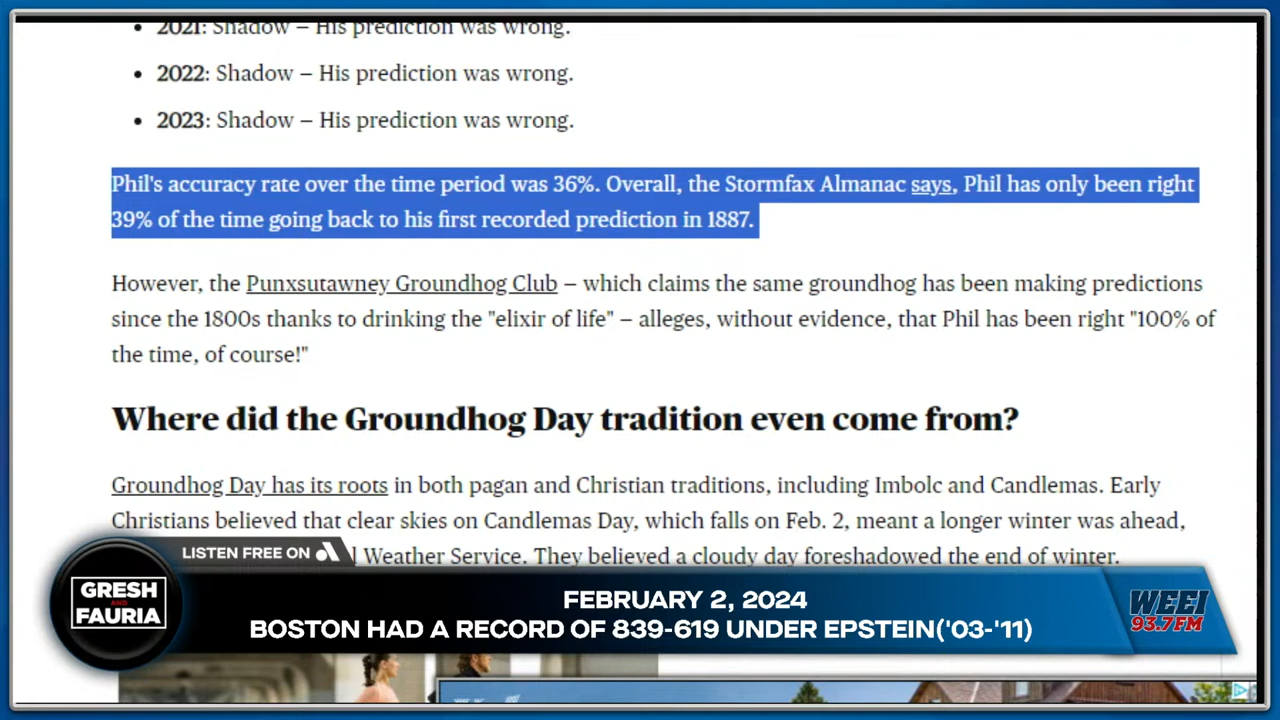 2021: Shadow – His prediction was wrong.
2022: Shadow – His prediction was wrong.
2023: Shadow – His prediction was wrong.
Phil's accuracy rate over the time period was 36%. Overall, the Stormfax Almanac says, Phil has only been right
39% of the time going back to his first recorded prediction in 1887.
However, the Punxsutawney Groundhog Club – which claims the same groundhog has been making predictions
since the 1800s thanks to drinking the "elixir of life" – alleges, without evidence, that Phil has been right "100% of
the time, of course!"
Where did the Groundhog Day tradition even come from?
Groundhog Day has its roots in both pagan and Christian traditions, including Imbolc and Candlemas. Early
Christians believed that clear skies on Candlemas Day, which falls on Feb. 2, meant a longer winter was ahead,
Weather Service. They believed a cloudy day foreshadowed the end of winter.
LISTEN FREE ON
GRESH
AND
FAURIA
FEBRUARY 2, 2024
BOSTON HAD A RECORD OF 839-619 UNDER EPSTEIN('03-'11)
WEEI
93.7FM